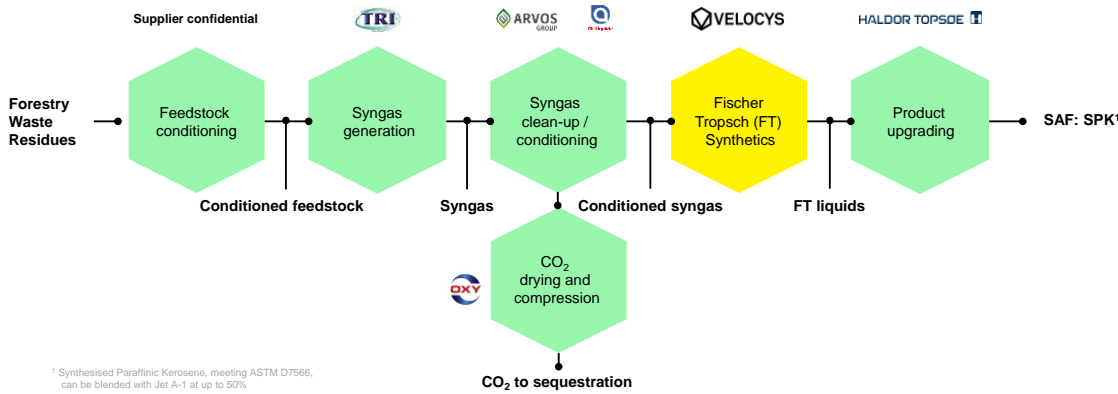 Supplier confidential
TRI
ARVOS
GROUP
Air Liquide
VELOCYS
HALDOR TOPSØE
Forestry
Waste
Residues
Feedstock
conditioning
Syngas
generation
Syngas
clean-up /
conditioning
Fischer
Tropsch (FT)
Synthetics
Product
upgrading
SAF: SPK¹
Conditioned feedstock
Syngas
Conditioned syngas
FT liquids
OXY
CO₂
drying and
compression
CO₂ to sequestration
¹ Synthesised Paraffinic Kerosene, meeting ASTM D7566,
can be blended with Jet A-1 at up to 50%